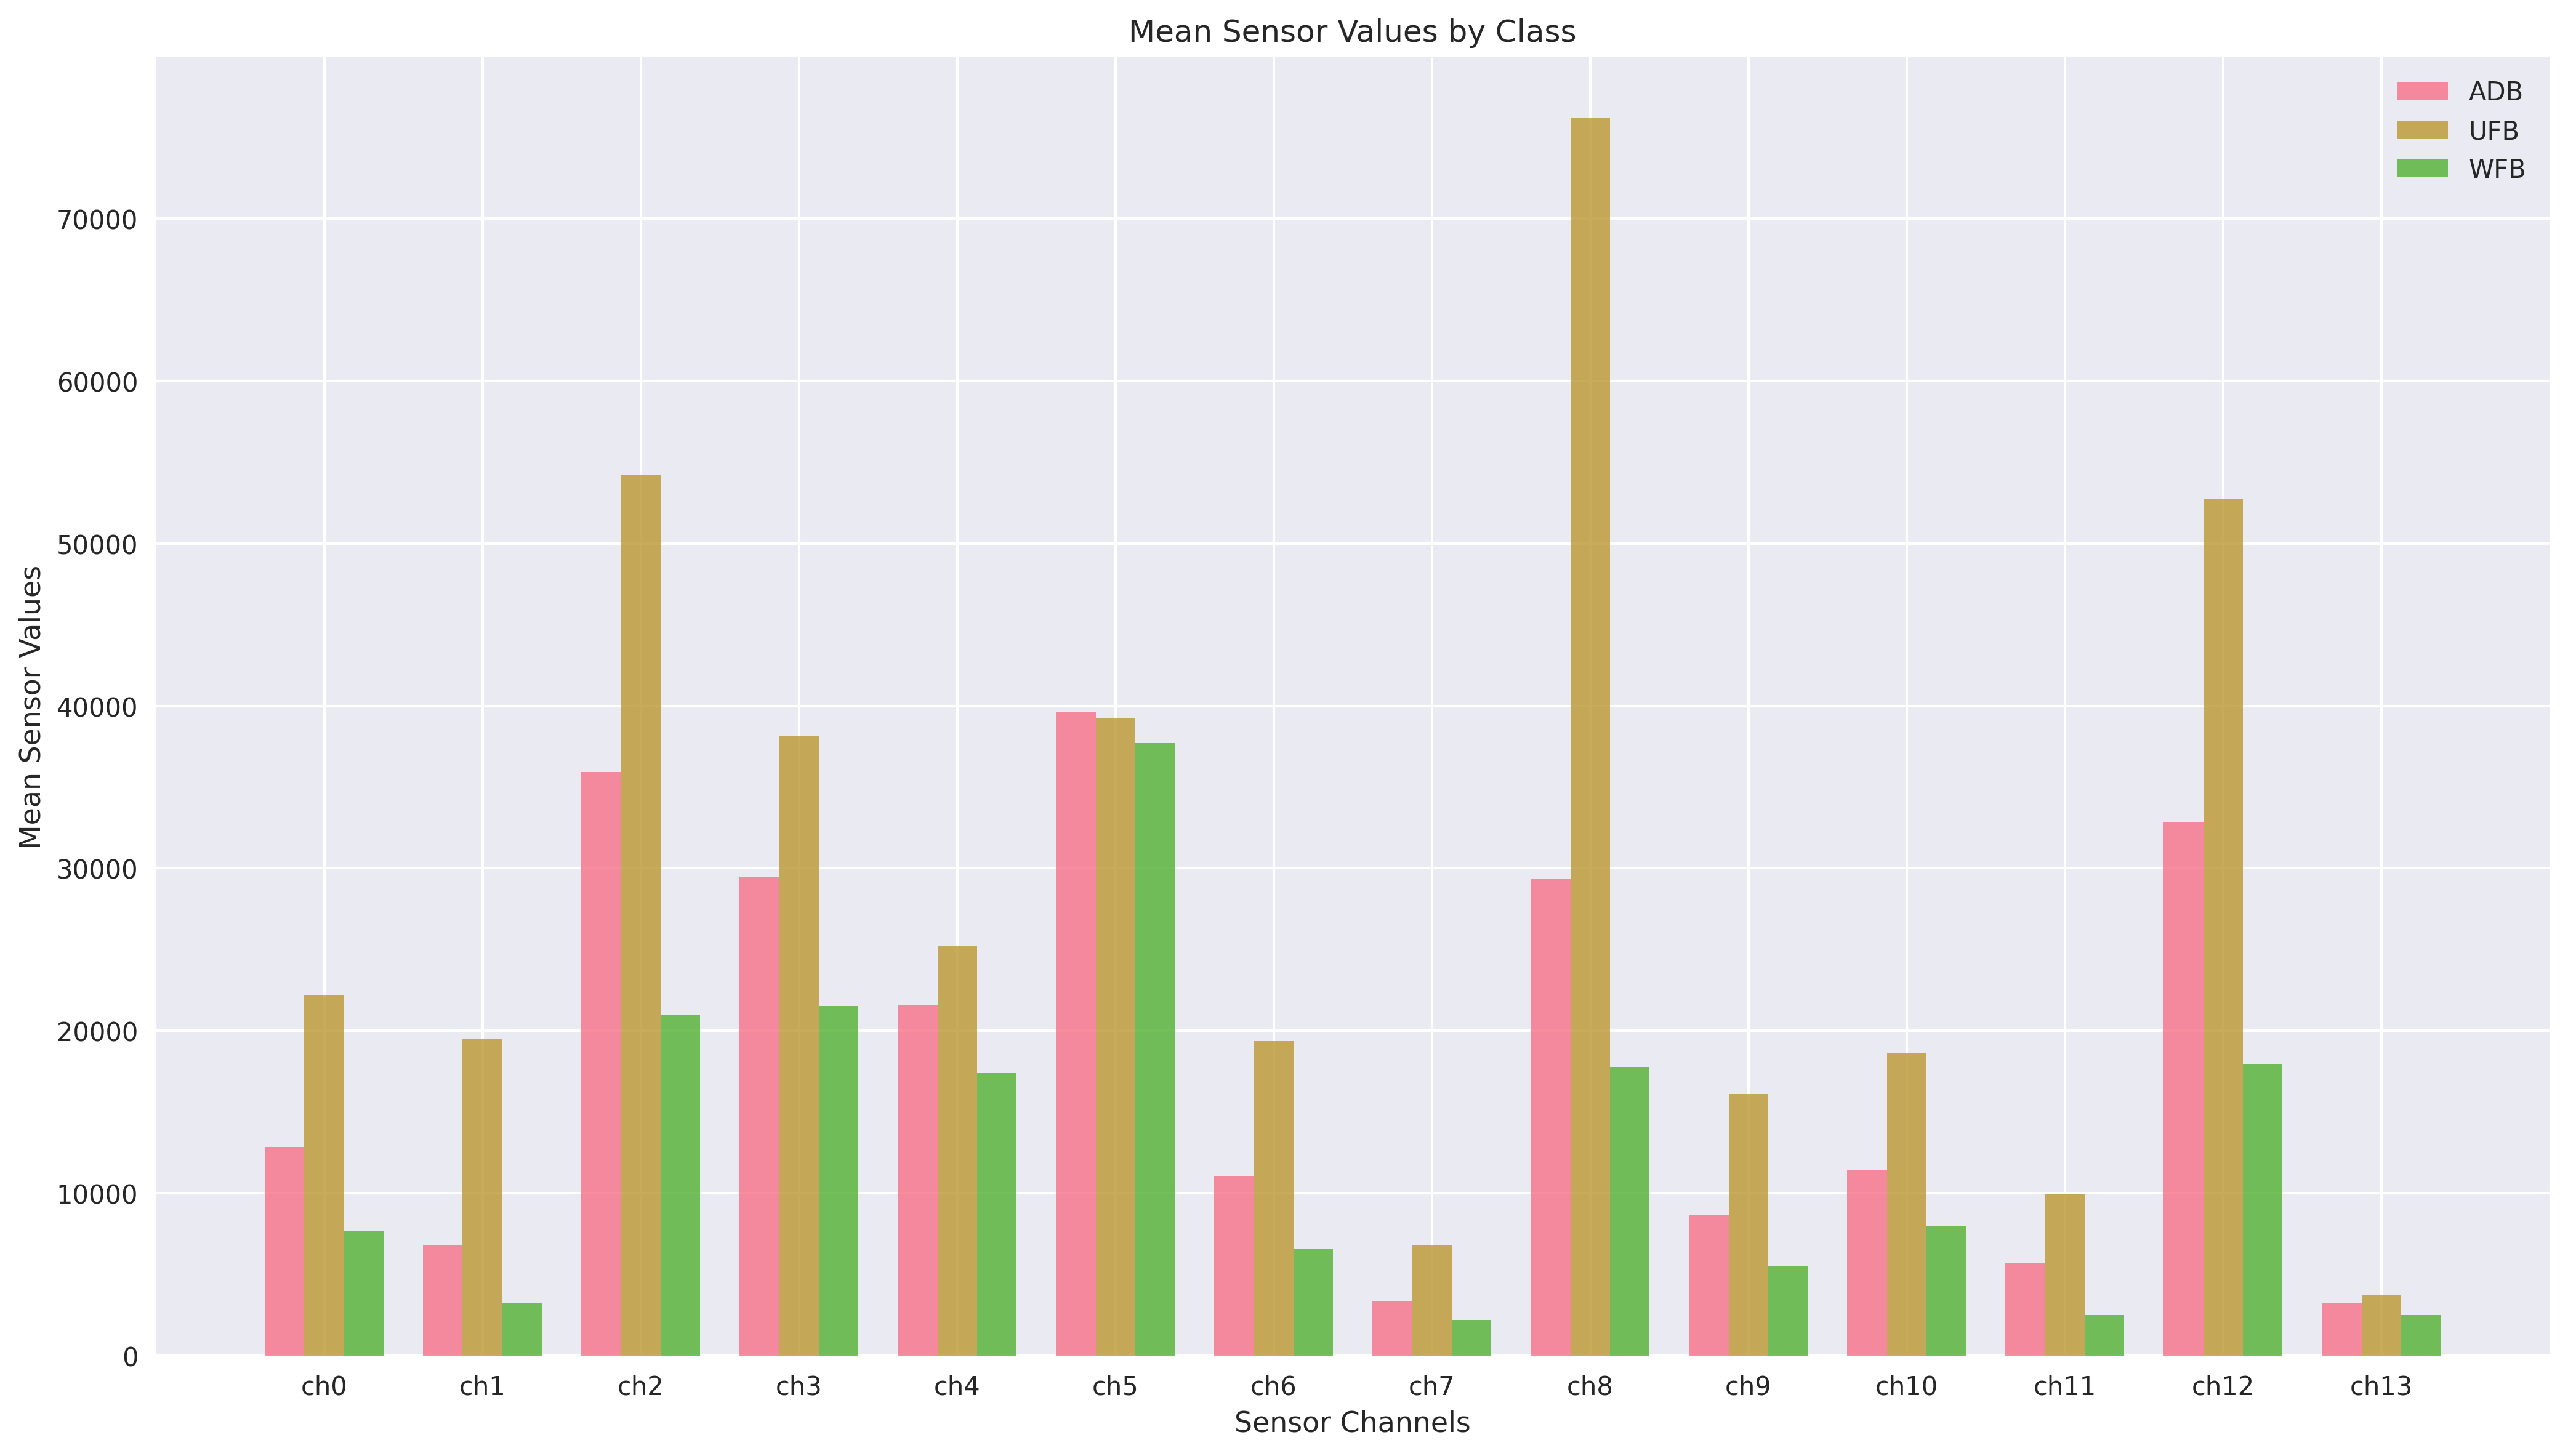 Mean Sensor Values by Class
ADB
UFB
WFB
70000
60000
50000
40000
30000
20000
10000
0
Mean Sensor Values
ch0 ch1 ch2 ch3 ch4 ch5 ch6 ch7 ch8 ch9 ch10 ch11 ch12 ch13
Sensor Channels